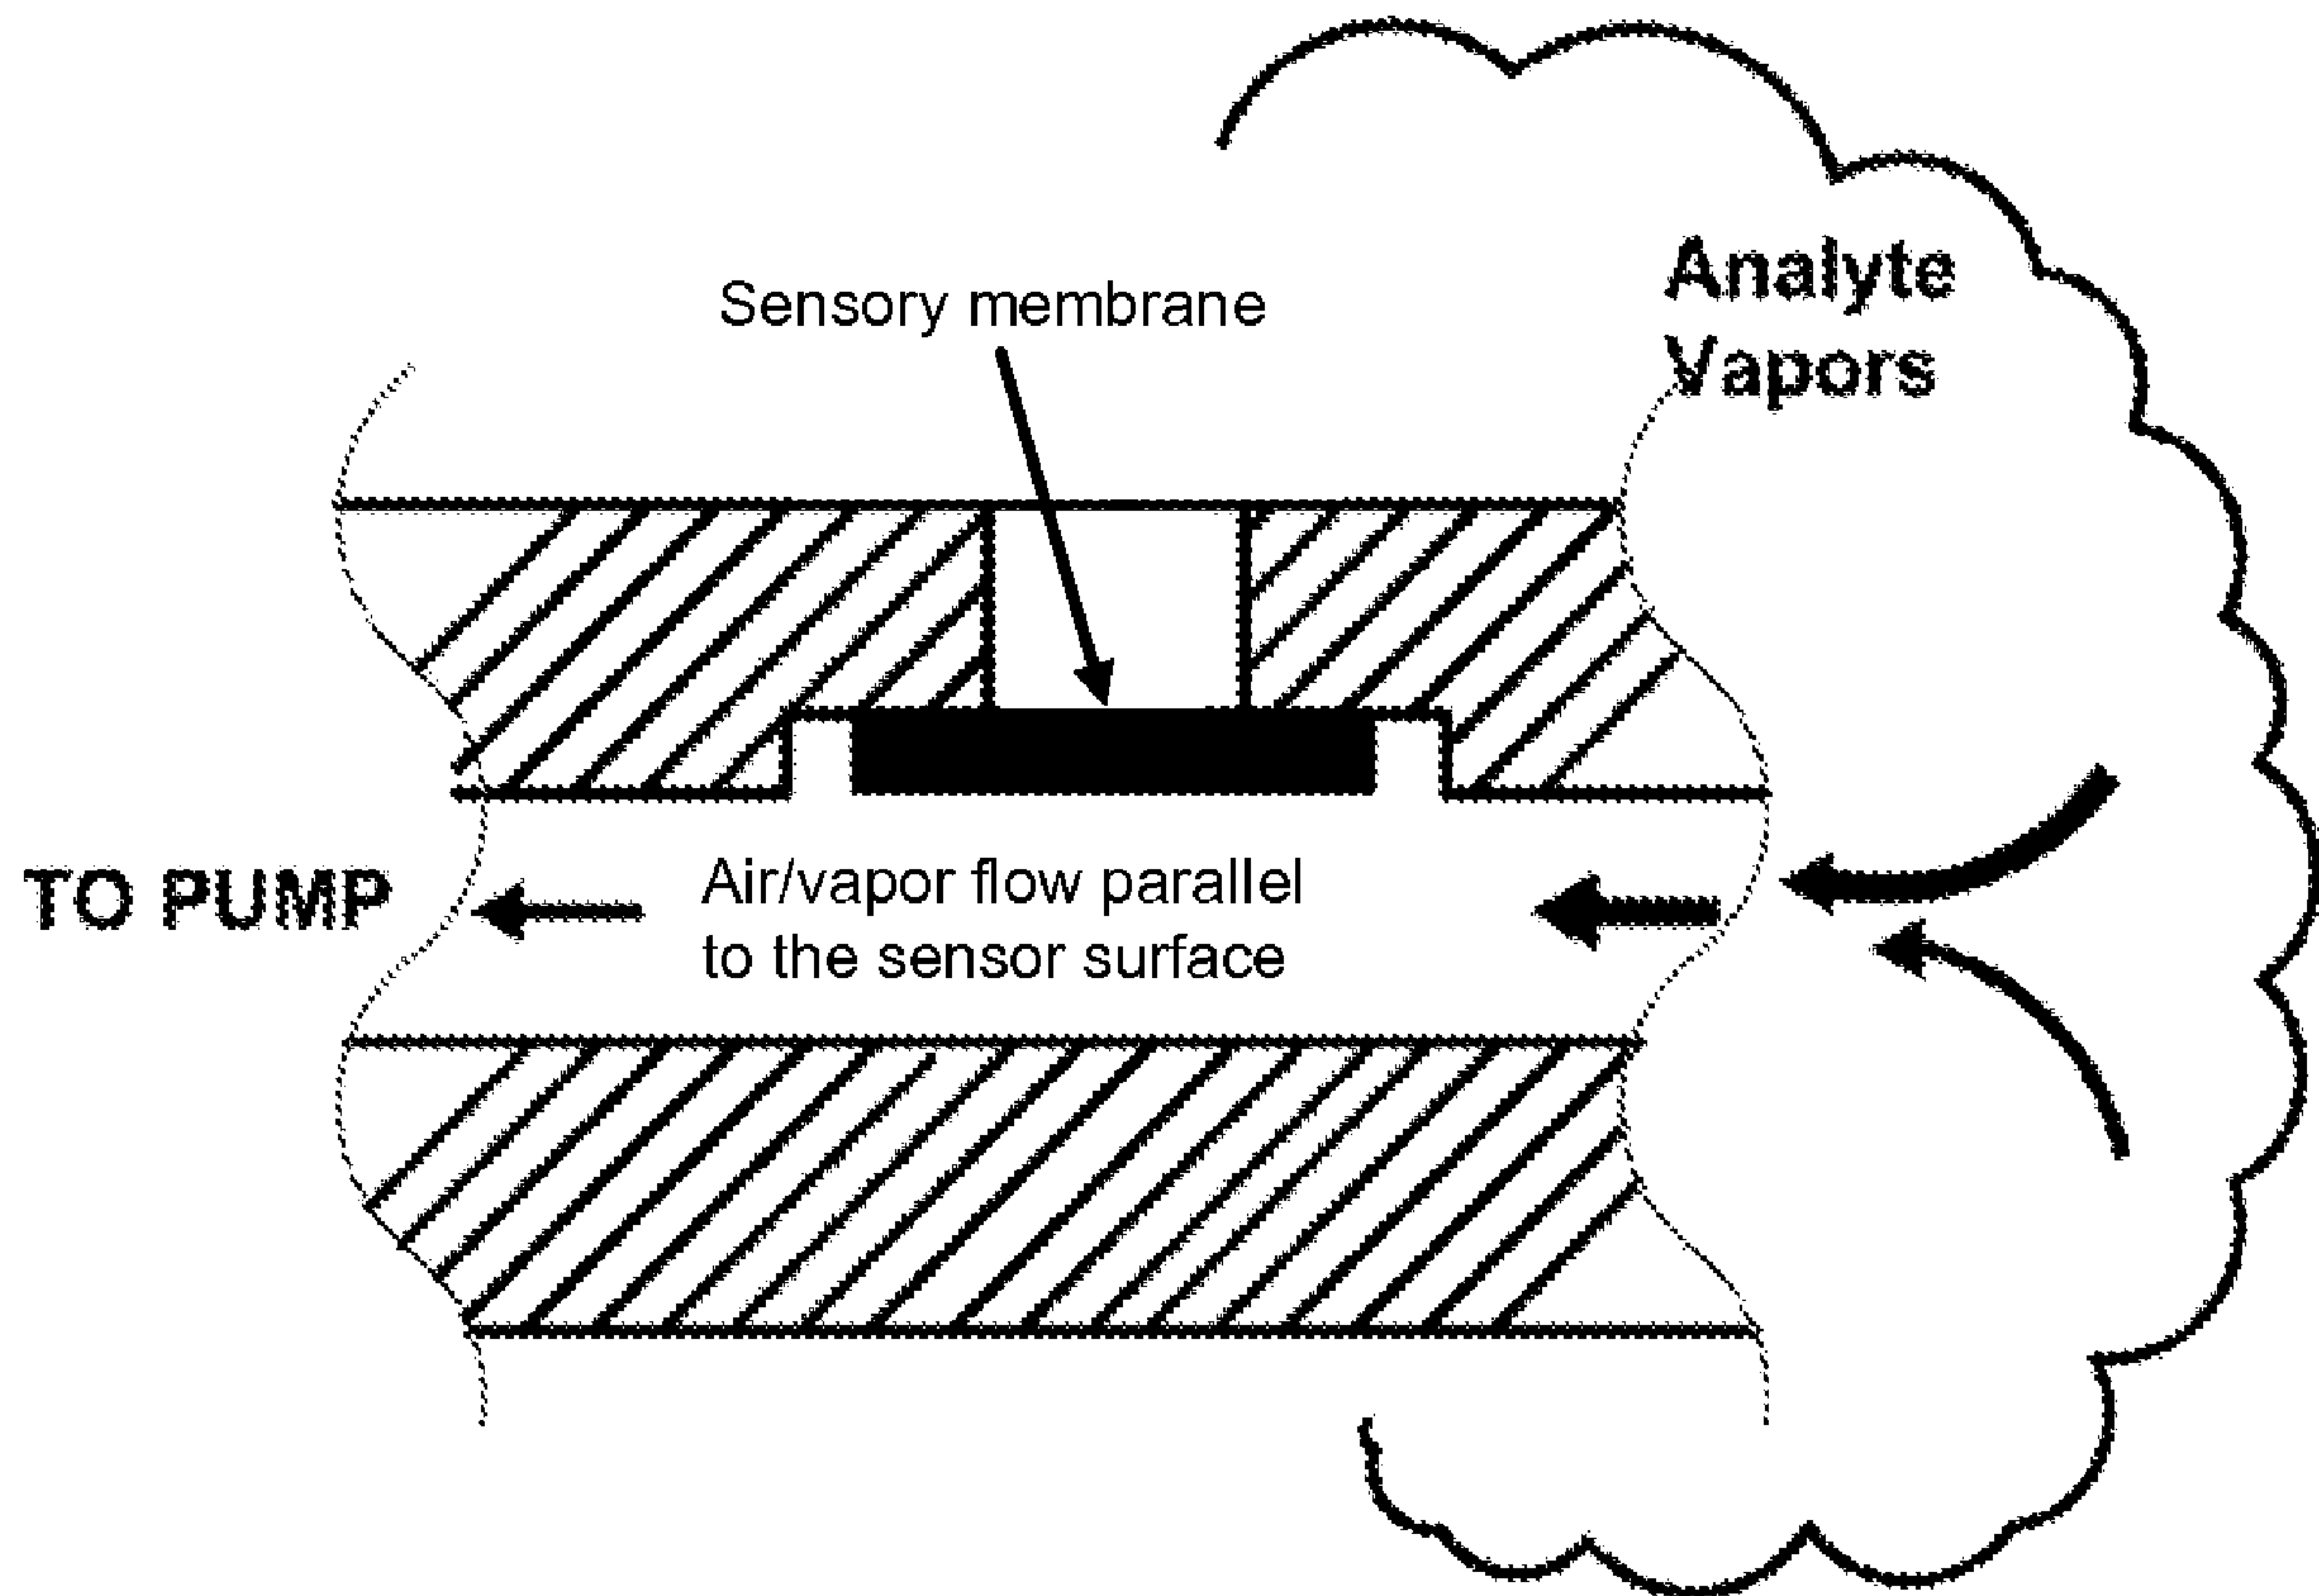 Sensory membrane
Analyte
Vapors
TO PUMP
Air/vapor flow parallel
to the sensor surface